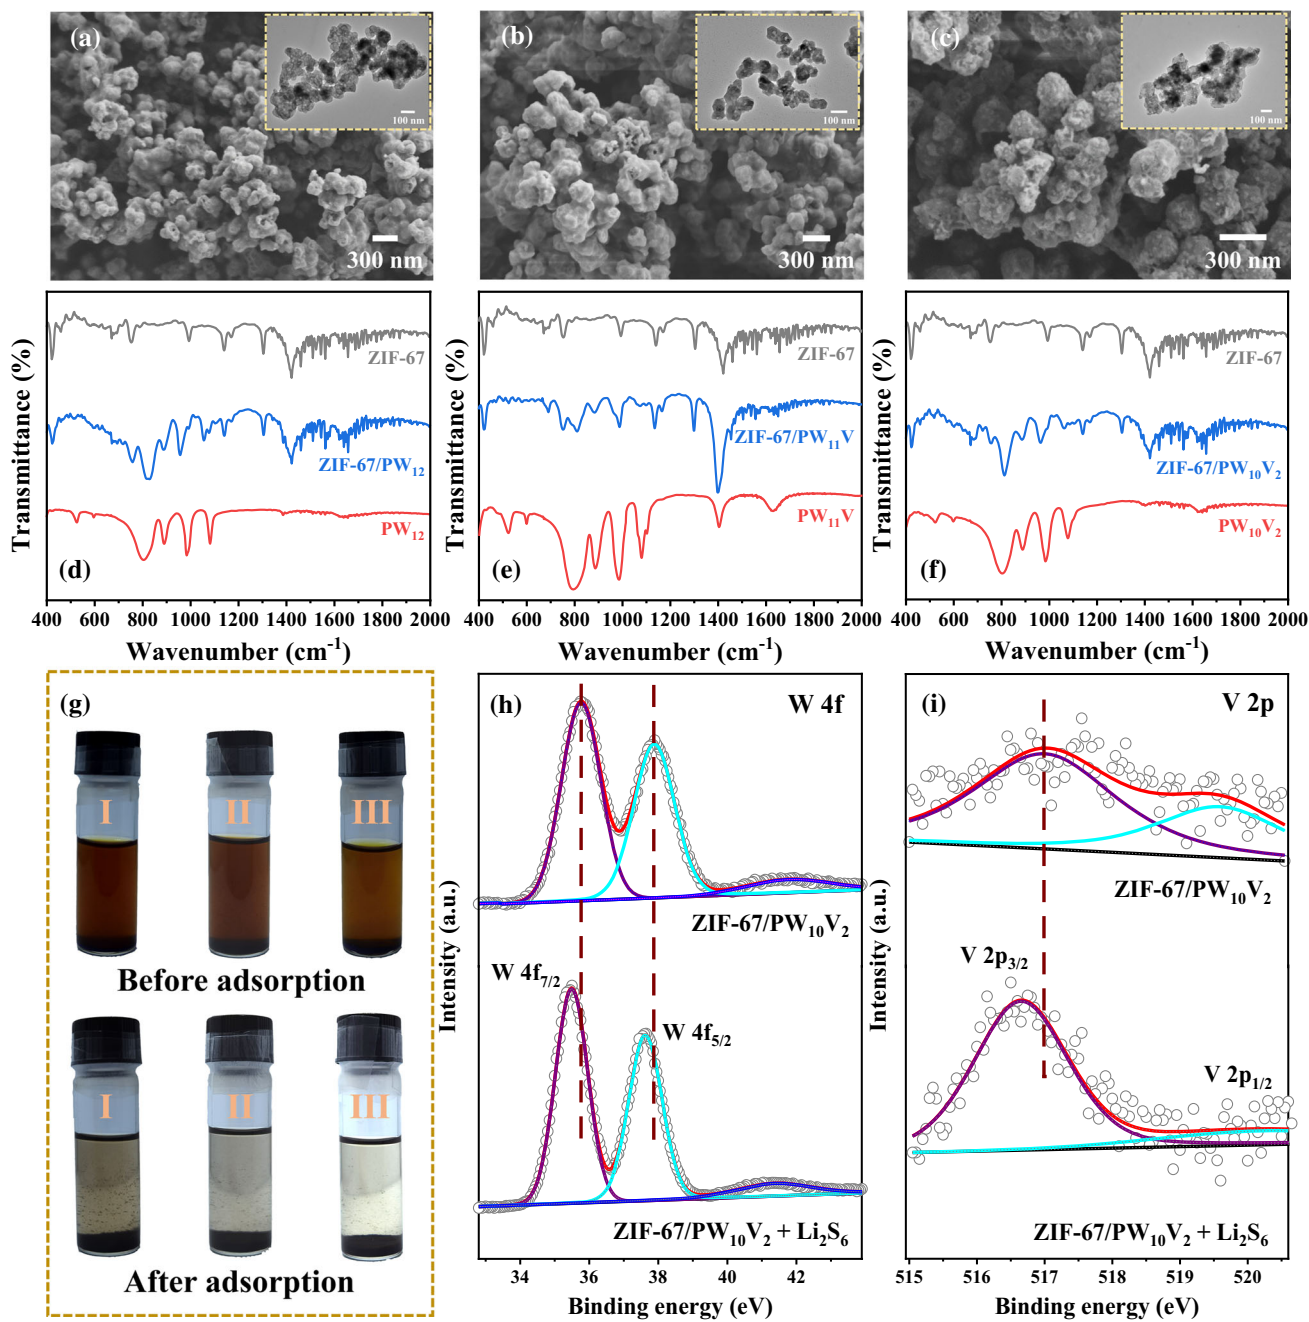 (a)
100 nm
300 nm
(b)
100 nm
300 nm
(c)
100 nm
300 nm
Transmittance (%)
ZIF-67
ZIF-67/PW₁₂
PW₁₂
(d)
400 600 800 1000 1200 1400 1600 1800 2000
Wavenumber (cm⁻¹)
Transmittance (%)
ZIF-67
ZIF-67/PW₁₁V
PW₁₁V
(e)
400 600 800 1000 1200 1400 1600 1800 2000
Wavenumber (cm⁻¹)
Transmittance (%)
ZIF-67
ZIF-67/PW₁₀V₂
PW₁₀V₂
(f)
400 600 800 1000 1200 1400 1600 1800 2000
Wavenumber (cm⁻¹)
(g)
I II III
Before adsorption
I II III
After adsorption
(h)
W 4f
Intensity (a.u.)
ZIF-67/PW₁₀V₂
W 4f₇/₂
W 4f₅/₂
ZIF-67/PW₁₀V₂ + Li₂S₆
34 36 38 40 42
Binding energy (eV)
(i)
V 2p
Intensity (a.u.)
ZIF-67/PW₁₀V₂
V 2p₃/₂
V 2p₁/₂
ZIF-67/PW₁₀V₂ + Li₂S₆
515 516 517 518 519 520
Binding energy (eV)